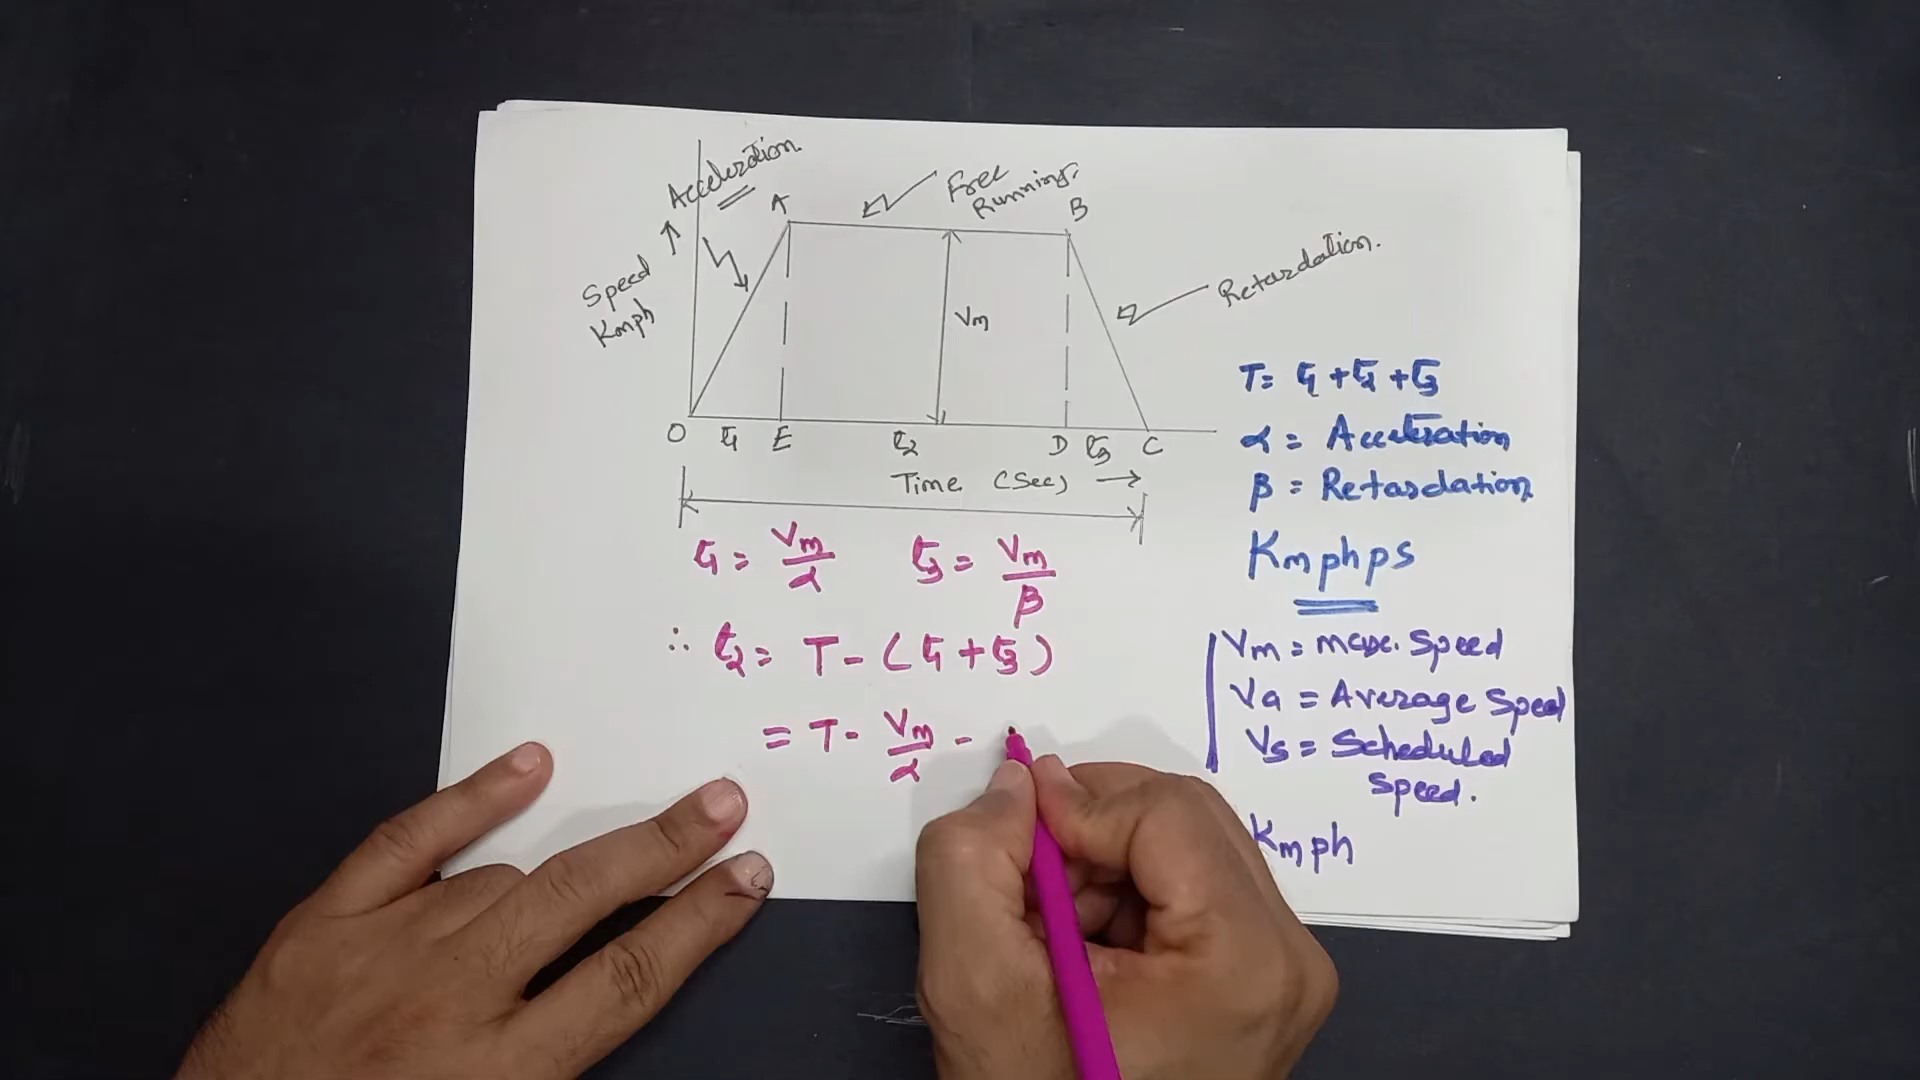 Acceleration
A
Free
Running.
B
Speed
Kmph
Retardation.
Vm
O t1 E t2 D t3 C
Time (Sec) →
T = t1 + t2 + t3
α = Acceleration
β = Retardation
Kmphps
t1 = Vm/α t3 = Vm/β
∴ t2 = T - (t1 + t3)
= T - Vm/α -
Vm = max. Speed
Va = Average Speed
Vs = Scheduled
Speed.
Kmph